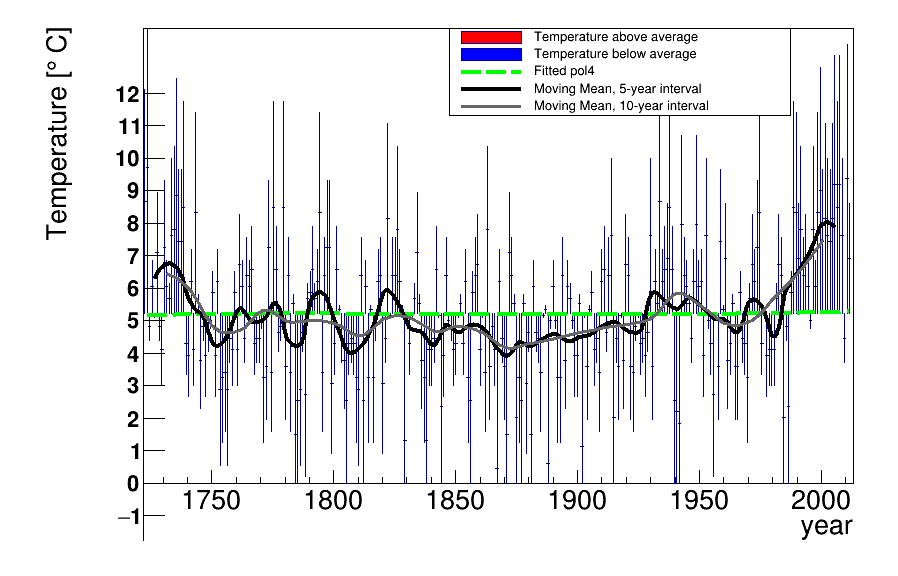 Temperature [° C]
Temperature above average
Temperature below average
Fitted pol4
Moving Mean, 5-year interval
Moving Mean, 10-year interval
12
11
10
9
8
7
6
5
4
3
2
1
0
−1
1750 1800 1850 1900 1950 2000
year